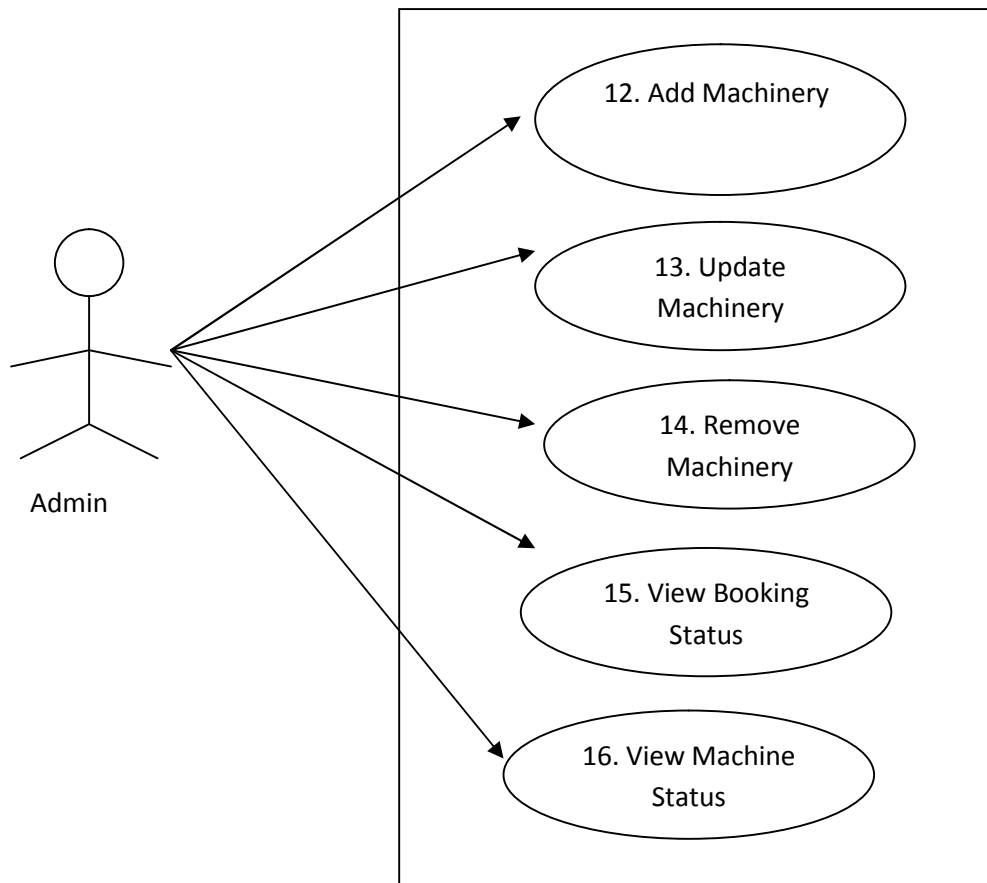 12. Add Machinery
13. Update
Machinery
14. Remove
Machinery
Admin
15. View Booking
Status
16. View Machine
Status